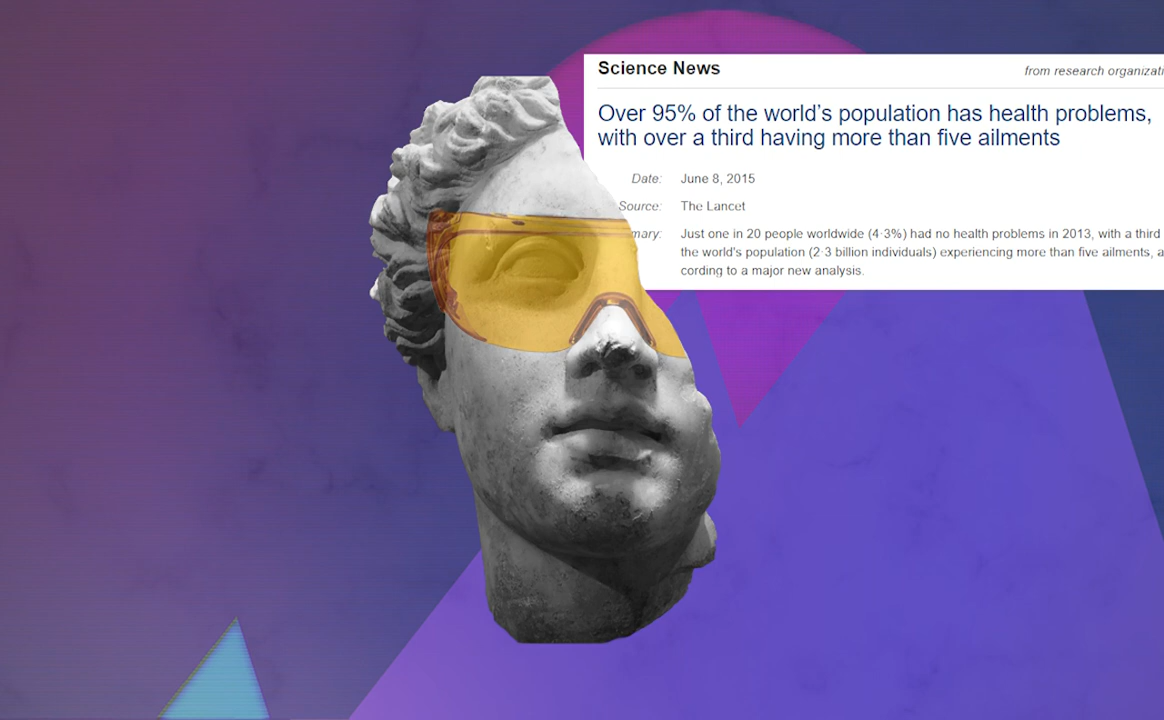 Science News
from research organizati
Over 95% of the world's population has health problems,
with over a third having more than five ailments
Date: June 8, 2015
Source: The Lancet
mary: Just one in 20 people worldwide (4·3%) had no health problems in 2013, with a third
the world's population (2·3 billion individuals) experiencing more than five ailments, a
cording to a major new analysis.